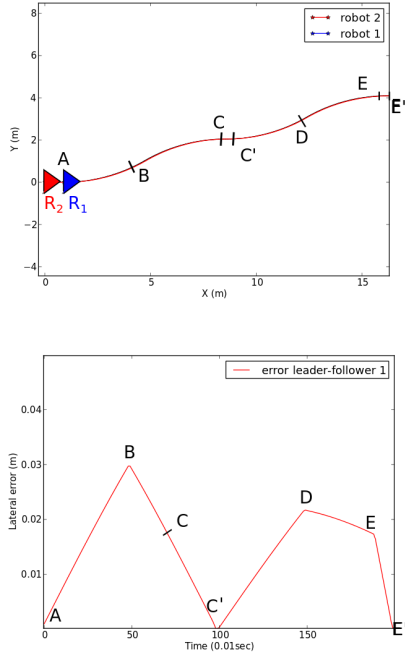 8
6
4
2
0
−2
−4
Y (m)
robot 2
robot 1
A
B
C
C'
D
E
E'
R2
R1
0
5
10
15
X (m)
error leader-follower 1
0.04
0.03
0.02
0.01
Lateral error (m)
A
B
C
C'
D
E
E'
0
50
100
150
Time (0.01sec)